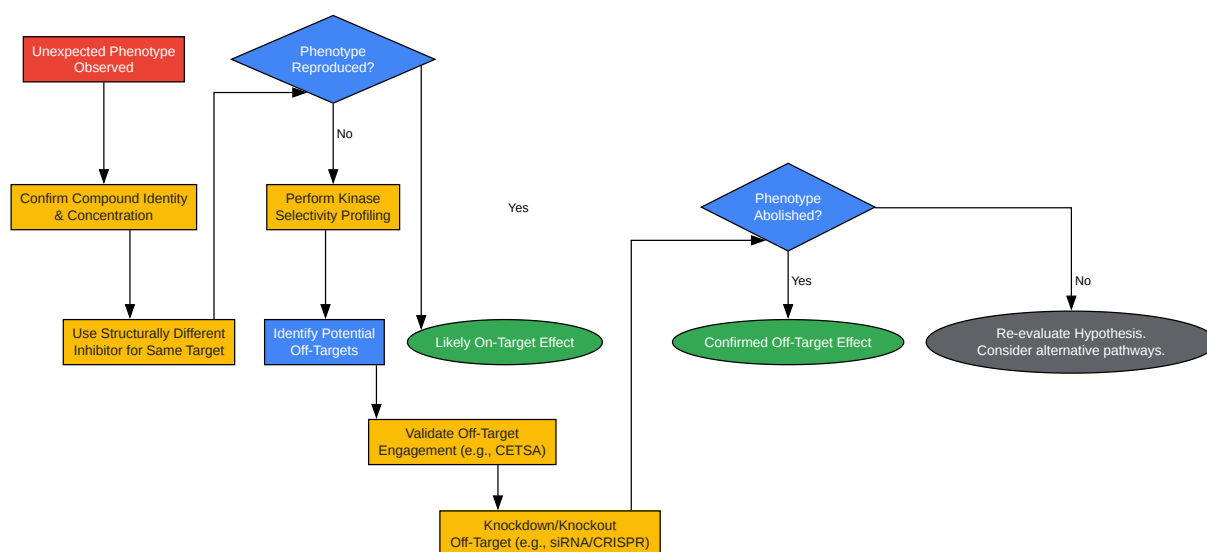 Unexpected Phenotype
Observed
Phenotype
Reproduced?
No
Confirm Compound Identity
& Concentration
Perform Kinase
Selectivity Profiling
Yes
Phenotype
Abolished?
Use Structurally Different
Inhibitor for Same Target
Identify Potential
Off-Targets
Likely On-Target Effect
Yes
No
Confirmed Off-Target Effect
Re-evaluate Hypothesis.
Consider alternative pathways.
Validate Off-Target
Engagement (e.g., CETSA)
Knockdown/Knockout
Off-Target (e.g., siRNA/CRISPR)